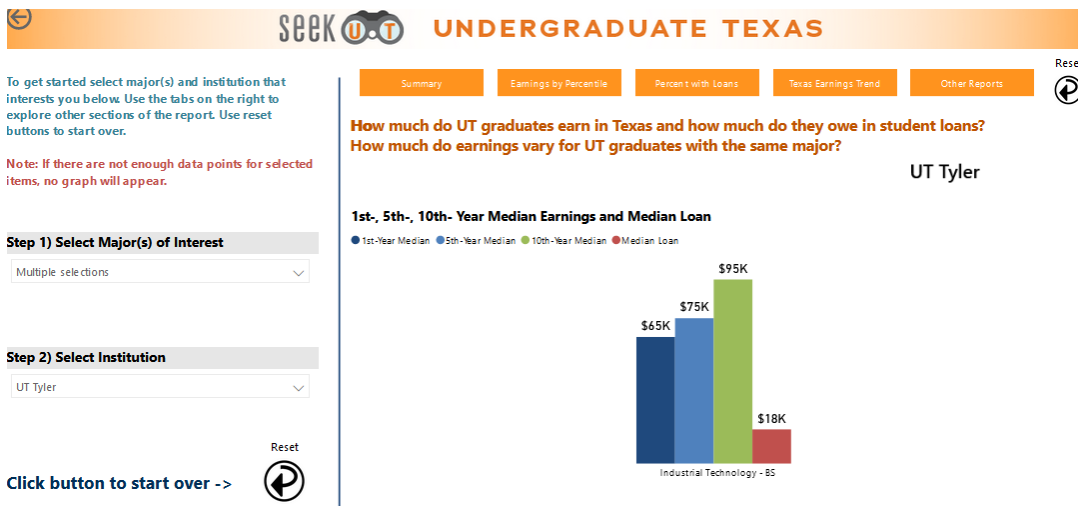 seek UT UNDERGRADUATE TEXAS
To get started select major(s) and institution that
interests you below. Use the tabs on the right to
explore other sections of the report. Use reset
buttons to start over.
Note: If there are not enough data points for selected
items, no graph will appear.
Step 1) Select Major(s) of Interest
Multiple selections
Step 2) Select Institution
UT Tyler
Reset
Click button to start over ->
Summary
Earnings by Percentile
Percent with Loans
Texas Earnings Trend
Other Reports
Rese
How much do UT graduates earn in Texas and how much do they owe in student loans?
How much do earnings vary for UT graduates with the same major?
UT Tyler
1st-, 5th-, 10th- Year Median Earnings and Median Loan
1st-Year Median 5th-Year Median 10th-Year Median Median Loan
$95K
$75K
$65K
$18K
Industrial Technology - BS